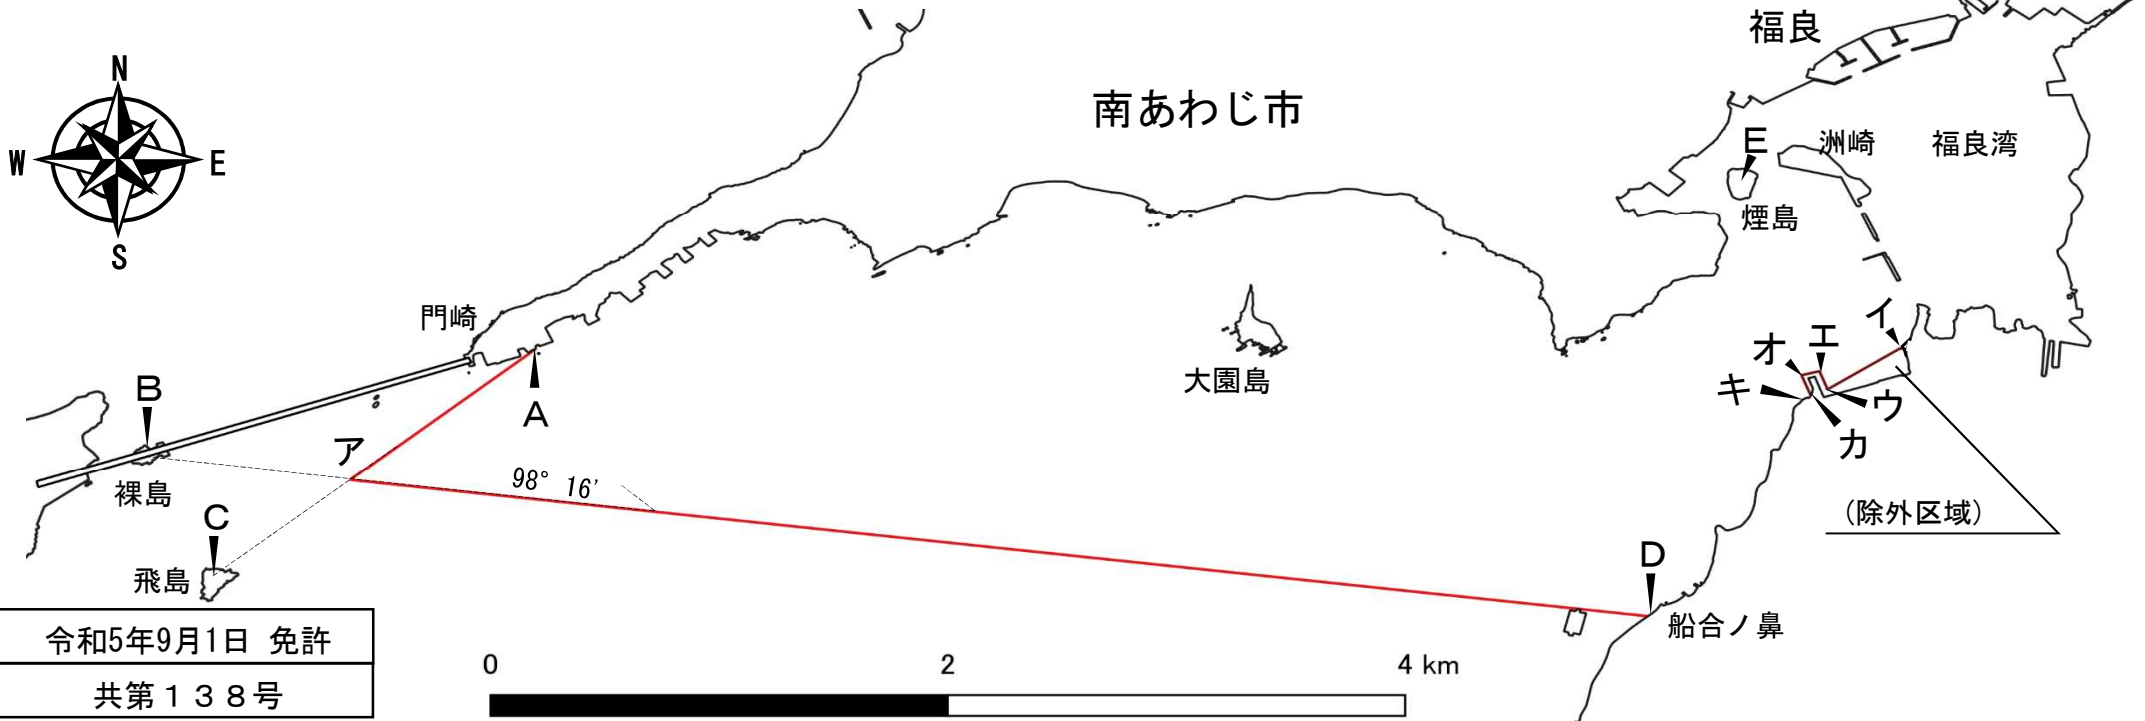 福良
N
南あわじ市
W
E
S
E
洲崎
福良湾
煙島
門崎
イ
エ
オ
大園島
キ
ウ
カ
B
A
ア
98° 16′
裸島
C
(除外区域)
D
飛島
船合ノ鼻
令和5年9月1日 免許
0
2
4 km
共第138号